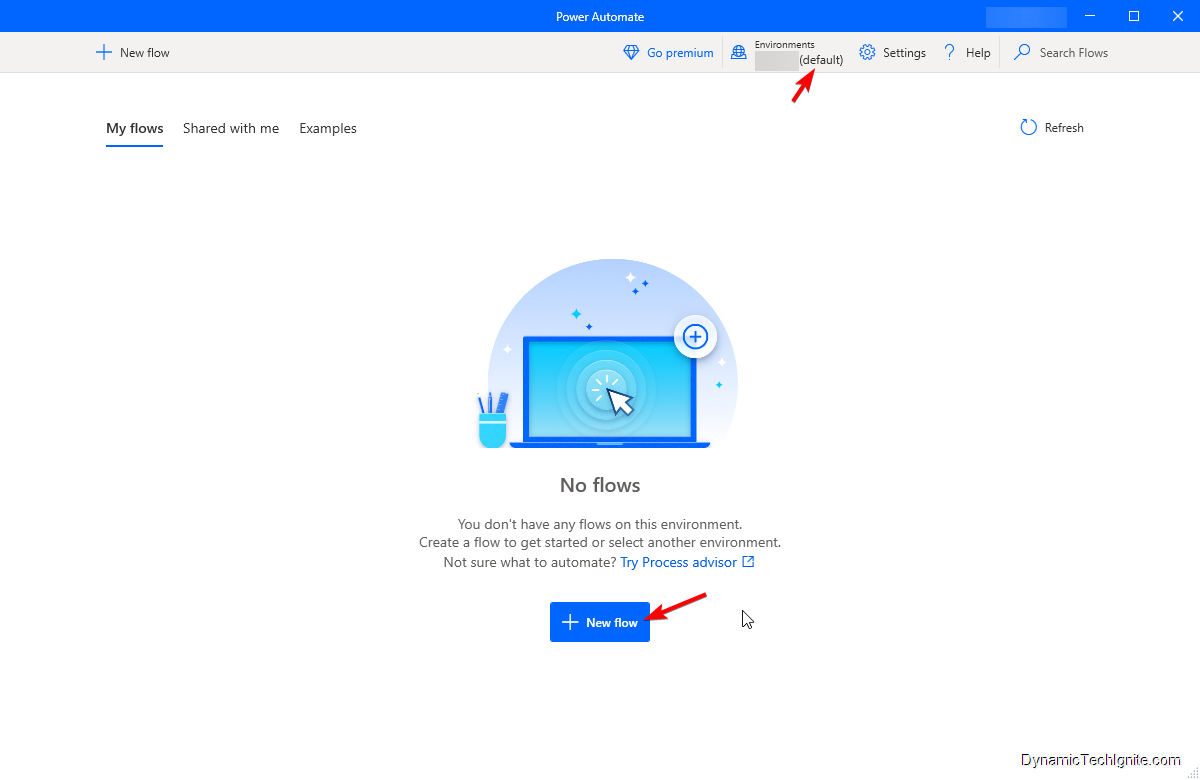 Power Automate
New flow
Go premium
Environments
(default)
Settings
? Help
Search Flows
My flows
Shared with me
Examples
Refresh
No flows
You don't have any flows on this environment.
Create a flow to get started or select another environment.
Not sure what to automate? Try Process advisor
New flow
DynamicTechIgnite.com